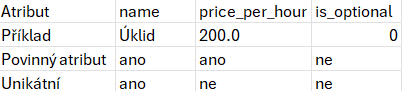 Atribut name price_per_hour is_optional
Příklad Úklid 200.0 0
Povinný atribut ano ano ne
Unikátní ano ne ne